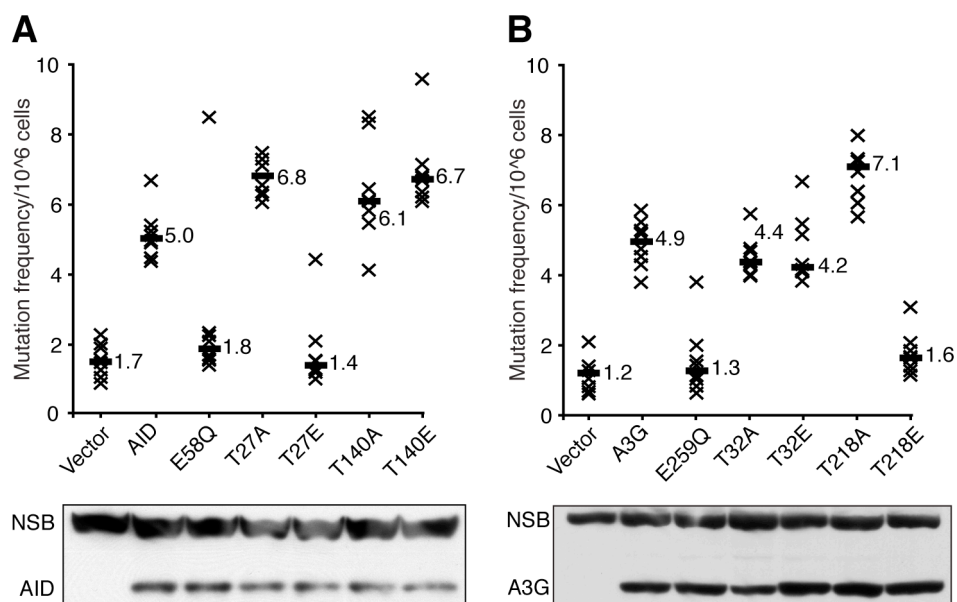 A
Mutation frequency/10^6 cells
10
8
6
4
2
0
1.7
5.0
1.8
6.8
1.4
6.1
6.7
Vector
AID
E58Q
T27A
T27E
T140A
T140E
NSB
AID
B
Mutation frequency/10^6 cells
10
8
6
4
2
0
1.2
4.9
1.3
4.4
4.2
7.1
1.6
Vector
A3G
E259Q
T32A
T32E
T218A
T218E
NSB
A3G